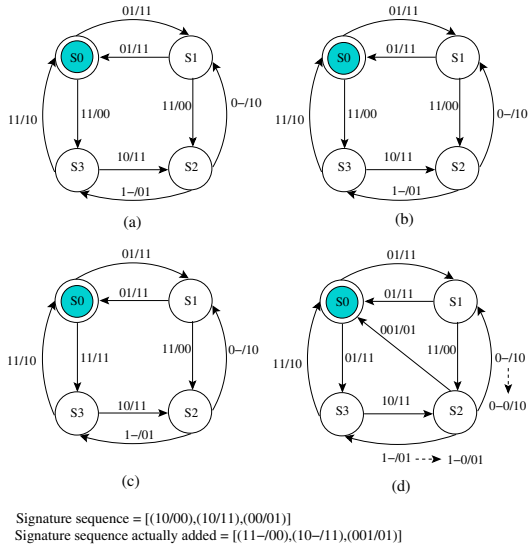 01/11
S0
01/11
S1
11/10
11/00
11/00
0−/10
S3
10/11
S2
1−/01
(a)
01/11
S0
01/11
S1
11/10
11/00
11/00
0−/10
S3
10/11
S2
1−/01
(b)
01/11
S0
01/11
S1
11/10
11/11
11/00
0−/10
S3
10/11
S2
1−/01
(c)
01/11
S0
01/11
S1
001/01
11/10
01/11
11/00
0−/10
0−0/10
S3
10/11
S2
1−/01 1−0/01
(d)
Signature sequence = [(10/00),(10/11),(00/01)]
Signature sequence actually added = [(11−/00),(10−/11),(001/01)]